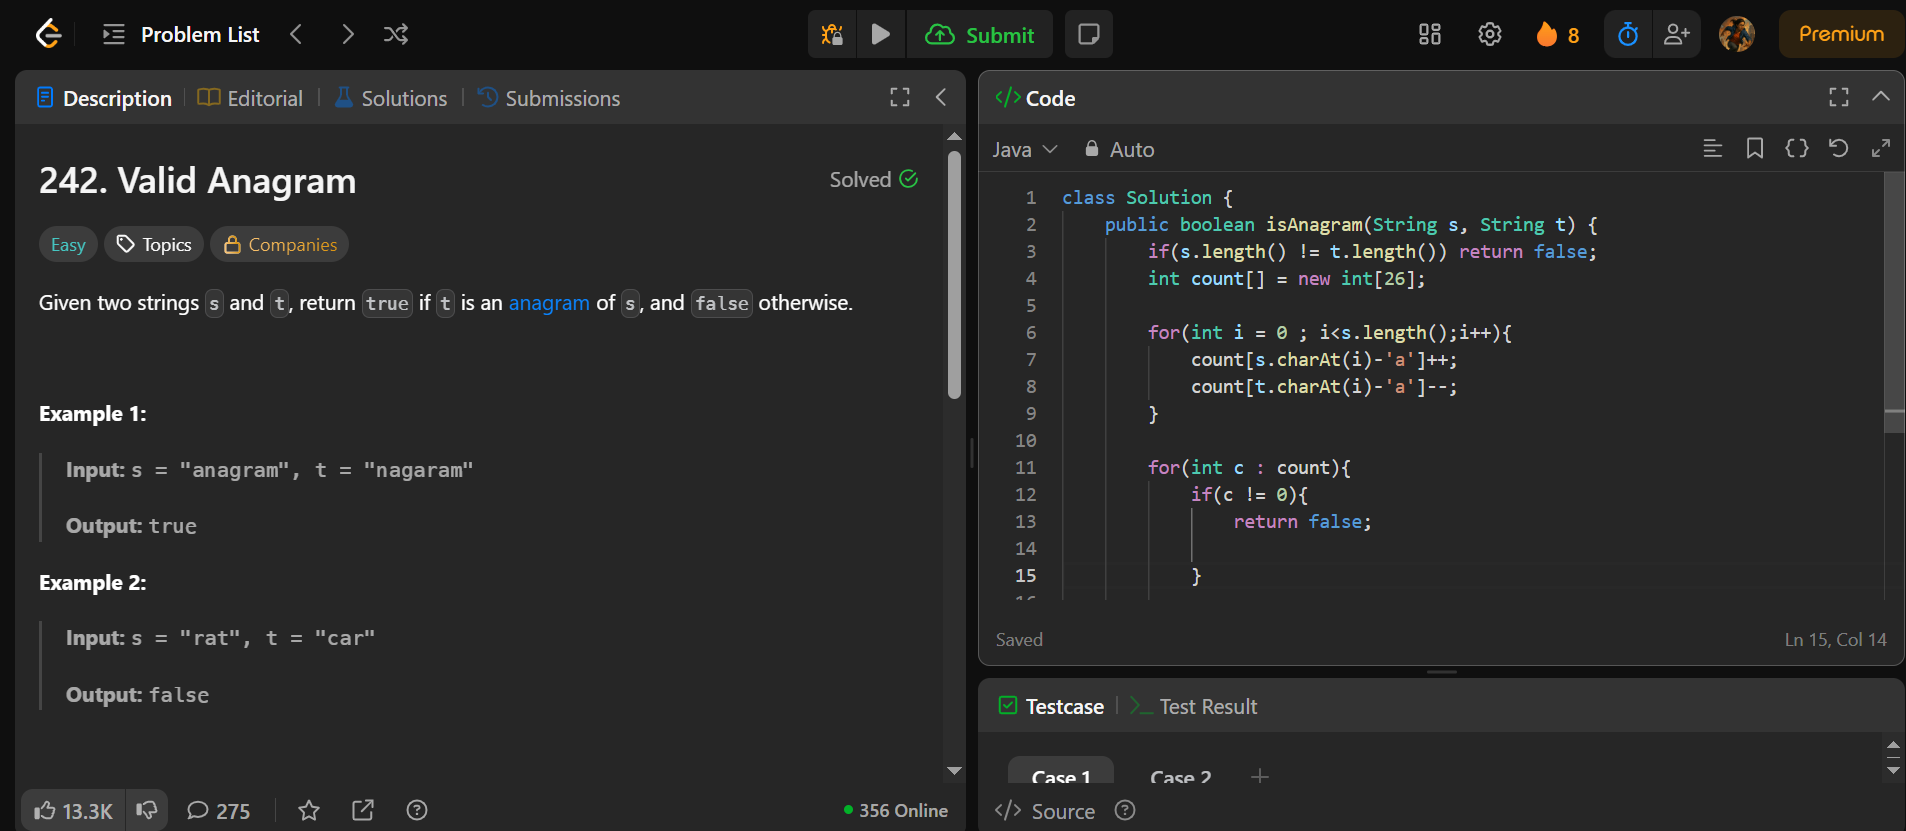 Problem List
Submit
8
Premium
Description
Editorial
Solutions
Submissions
242. Valid Anagram
Solved
Easy
Topics
Companies
Given two strings s and t, return true if t is an anagram of s, and false otherwise.
Example 1:
Input: s = "anagram", t = "nagaram"
Output: true
Example 2:
Input: s = "rat", t = "car"
Output: false
13.3K
275
356 Online
</> Code
Java
Auto
1 class Solution {
2 public boolean isAnagram(String s, String t) {
3 if(s.length() != t.length()) return false;
4 int count[] = new int[26];
5
6 for(int i = 0 ; i<s.length();i++){
7 count[s.charAt(i)-'a']++;
8 count[t.charAt(i)-'a']--;
9 }
10
11 for(int c : count){
12 if(c != 0){
13 return false;
14
15 }
16
Saved
Ln 15, Col 14
Testcase
Test Result
Case 1
Case 2
</> Source